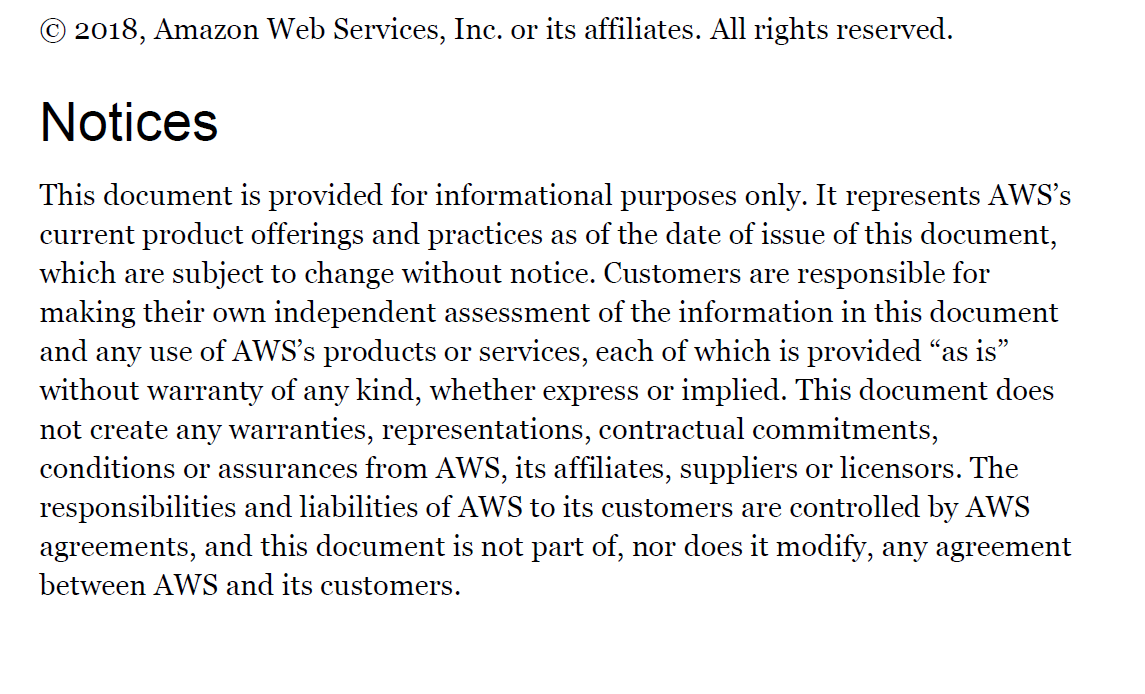 © 2018, Amazon Web Services, Inc. or its affiliates. All rights reserved.
Notices
This document is provided for informational purposes only. It represents AWS’s
current product offerings and practices as of the date of issue of this document,
which are subject to change without notice. Customers are responsible for
making their own independent assessment of the information in this document
and any use of AWS’s products or services, each of which is provided “as is”
without warranty of any kind, whether express or implied. This document does
not create any warranties, representations, contractual commitments,
conditions or assurances from AWS, its affiliates, suppliers or licensors. The
responsibilities and liabilities of AWS to its customers are controlled by AWS
agreements, and this document is not part of, nor does it modify, any agreement
between AWS and its customers.